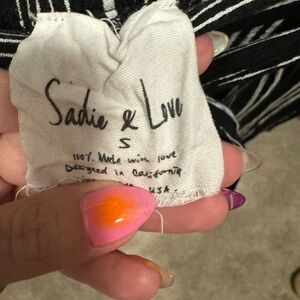 Sadie & Love
S
100% Made with love
Designed in California
USA.